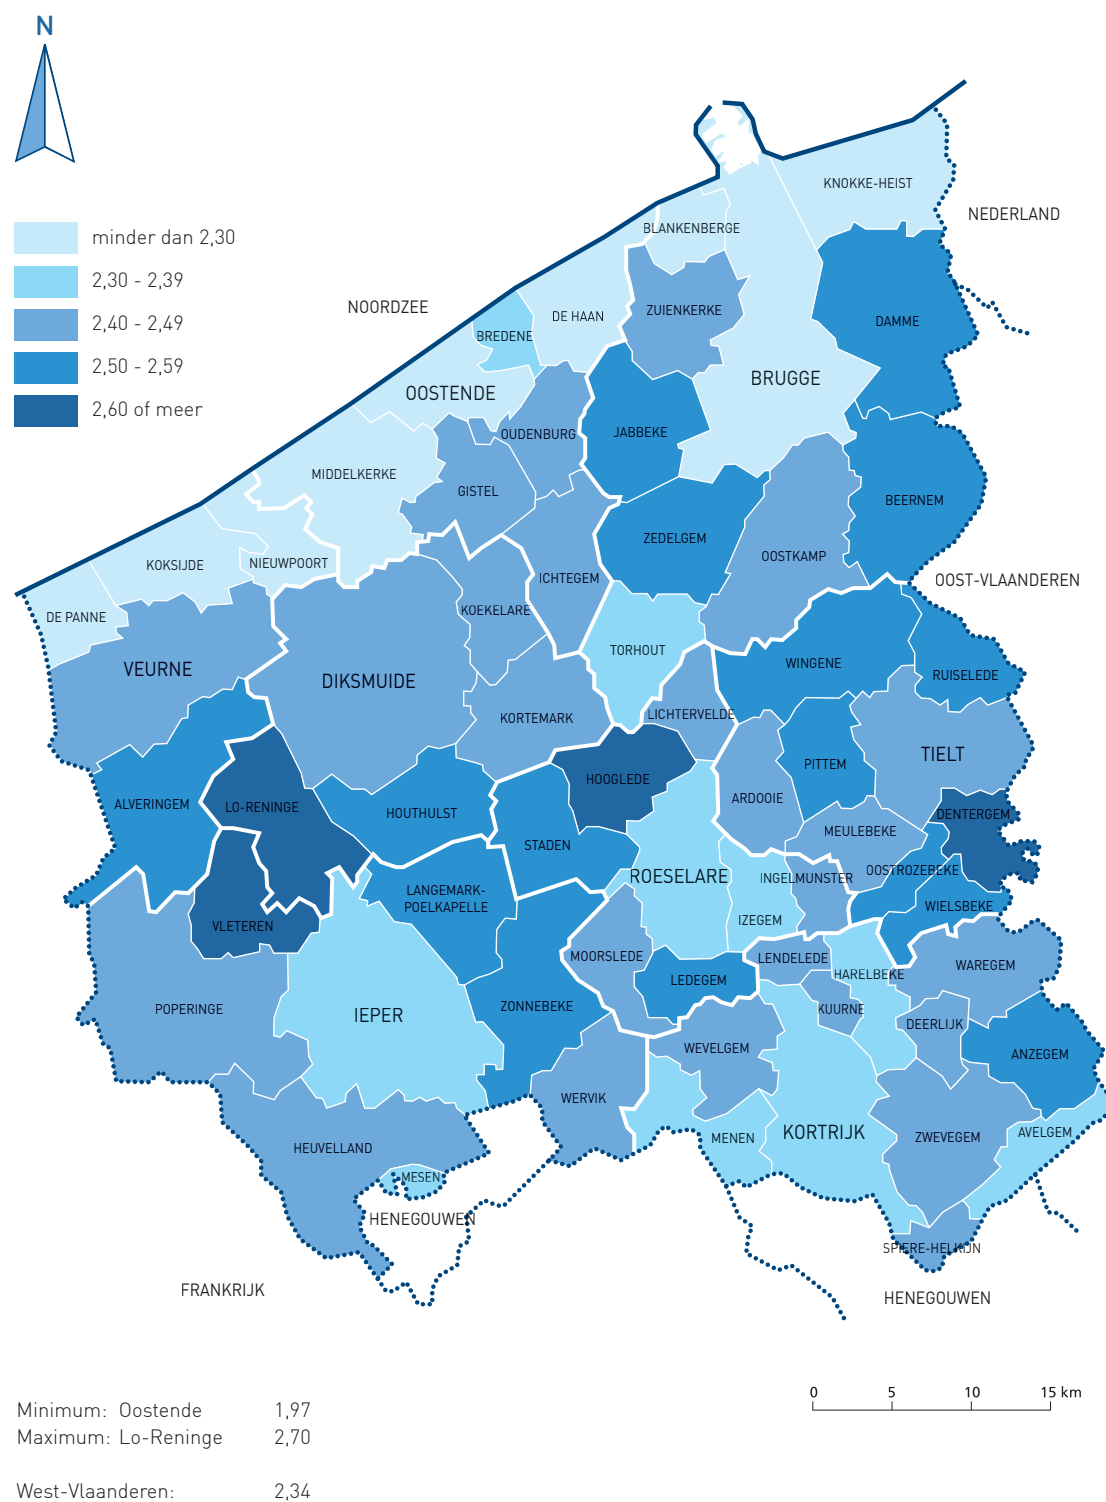 N
KNOKKE-HEIST
NEDERLAND
BLANKENBERGE
minder dan 2,30
2,30 - 2,39
2,40 - 2,49
2,50 - 2,59
2,60 of meer
NOORDZEE
DE HAAN
ZUIENKERKE
DAMME
BREDENE
BRUGGE
OOSTENDE
OUDENBURG
JABBEKE
MIDDELKERKE
GISTEL
BEERNEM
ZEDELGEM
OOSTKAMP
KOKSIJDE
NIEUWPOORT
ICHTEGEM
OOST-VLAANDEREN
DE PANNE
KOEKELARE
TORHOUT
VEURNE
DIKSMUIDE
WINGENE
RUISELEDE
KORTEMARK
LICHTERVELDE
TIELT
HOOGLEDE
PITTEM
ALVERINGEM
LO-RENINGE
HOUTHULST
ARDOOIE
DENTERGEM
MEULEBEKE
STADEN
ROESELARE
INGELMUNSTER
OOSTROZEBEKE
LANGEMARK-
POELKAPELLE
WIELSBEKE
VLETEREN
IZEGEM
MOORSLEDE
LENDELEDE
WAREGEM
HARELBEKE
LEDEGEM
POPERINGE
IEPER
ZONNEBEKE
KUURNE
DEERLIJK
WEVELGEM
ANZEGEM
WERVIK
MENEN
KORTRIJK
ZWEVEGEM
AVELGEM
HEUVELLAND
MESEN
HENEGOUWEN
SPIERE-HELKIJN
FRANKRIJK
HENEGOUWEN
0 5 10 15 km
Minimum: Oostende 1,97
Maximum: Lo-Reninge 2,70
West-Vlaanderen: 2,34